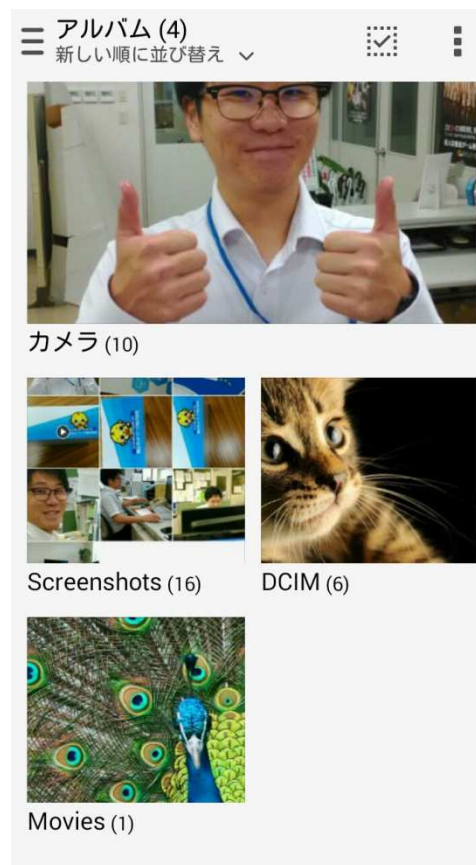 アルバム (4)
新しい順に並び替え
カメラ (10)
Screenshots (16)
DCIM (6)
Movies (1)